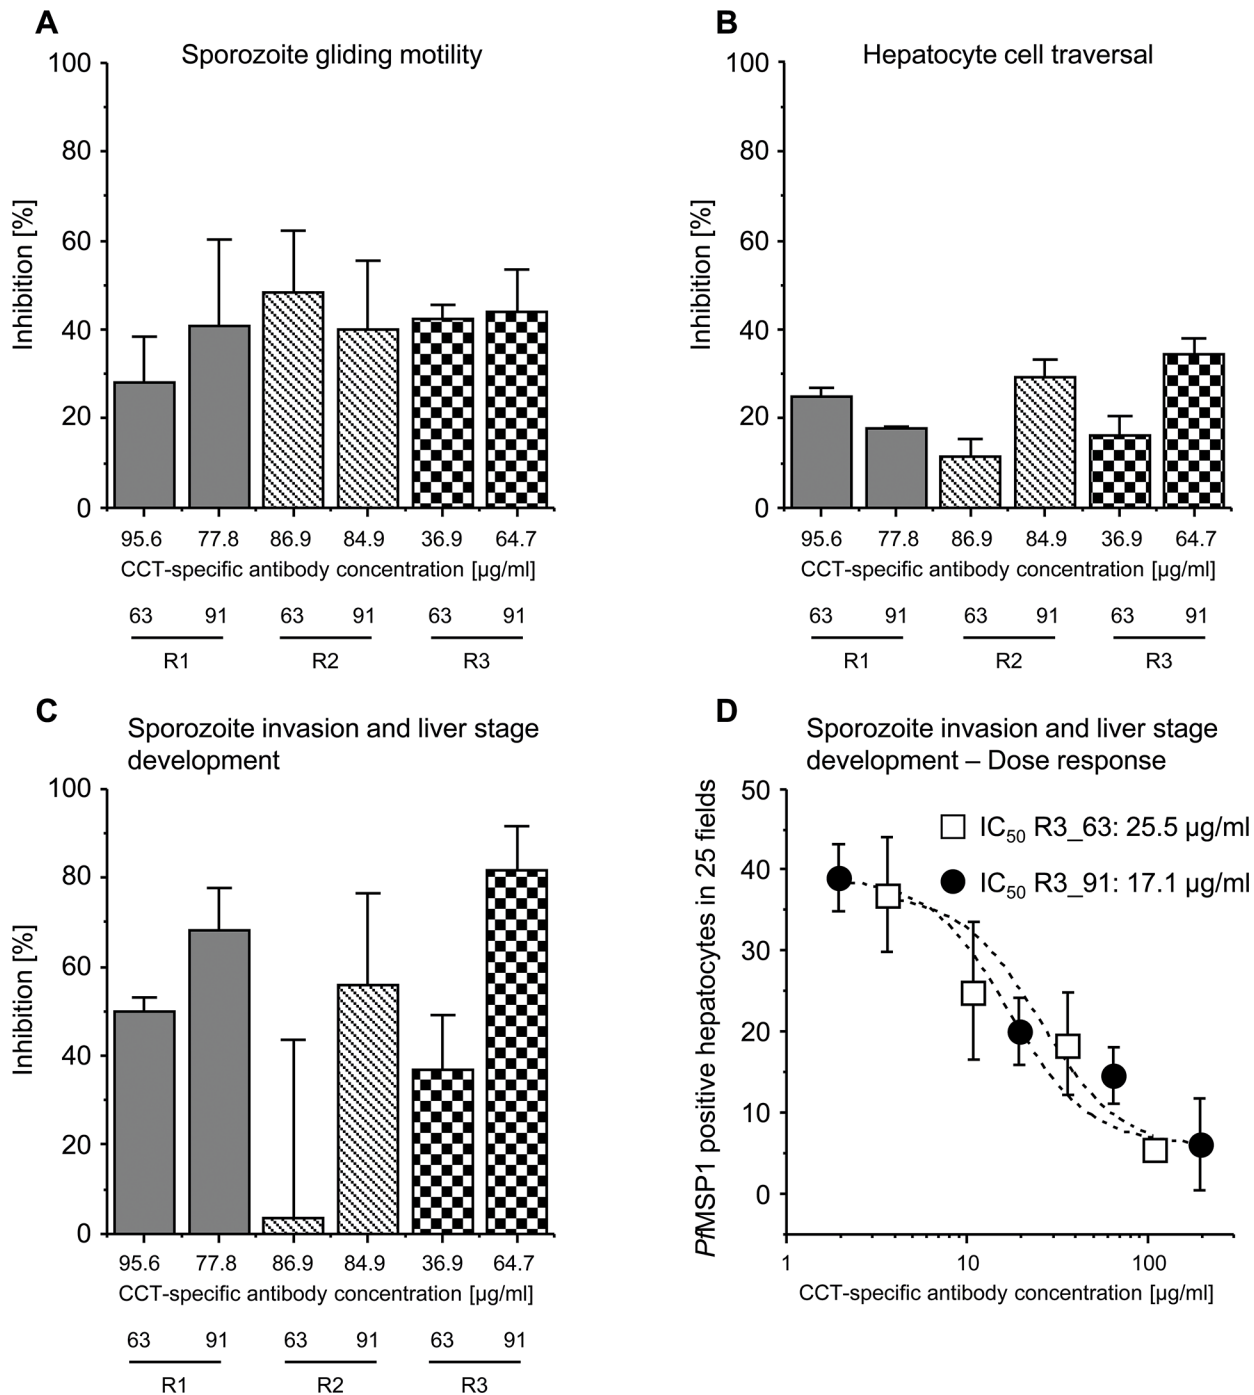 A
Sporozoite gliding motility
Inhibition [%]
100
80
60
40
20
0
95.6 77.8 86.9 84.9 36.9 64.7
CCT-specific antibody concentration [µg/ml]
63 91 63 91 63 91
R1 R2 R3
B
Hepatocyte cell traversal
Inhibition [%]
100
80
60
40
20
0
95.6 77.8 86.9 84.9 36.9 64.7
CCT-specific antibody concentration [µg/ml]
63 91 63 91 63 91
R1 R2 R3
C
Sporozoite invasion and liver stage
development
Inhibition [%]
100
80
60
40
20
0
95.6 77.8 86.9 84.9 36.9 64.7
CCT-specific antibody concentration [µg/ml]
63 91 63 91 63 91
R1 R2 R3
D
Sporozoite invasion and liver stage
development – Dose response
PfMSP1 positive hepatocytes in 25 fields
50
40
30
20
10
0
IC50 R3_63: 25.5 µg/ml
IC50 R3_91: 17.1 µg/ml
1 10 100
CCT-specific antibody concentration [µg/ml]